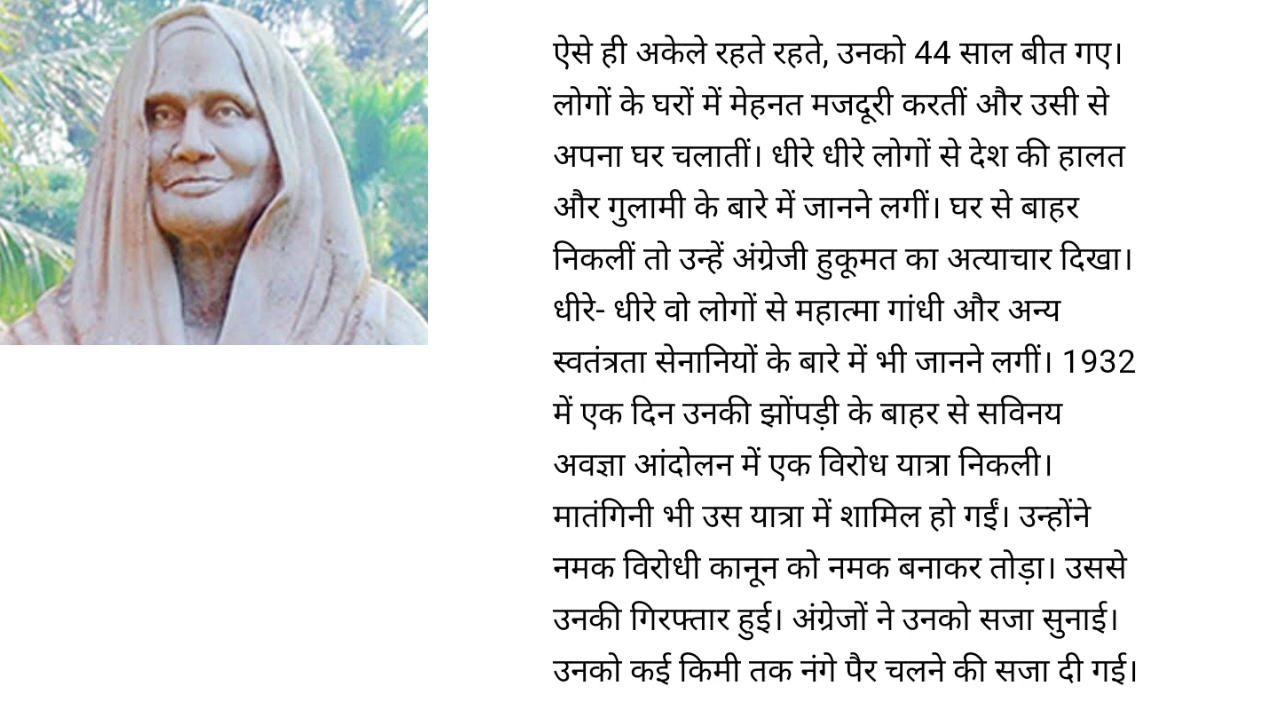 ऐसे ही अकेले रहते रहते, उनको 44 साल बीत गए।
लोगों के घरों में मेहनत मजदूरी करतीं और उसी से
अपना घर चलातीं। धीरे धीरे लोगों से देश की हालत
और गुलामी के बारे में जानने लगीं। घर से बाहर
निकलीं तो उन्हें अंग्रेजी हुकूमत का अत्याचार दिखा।
धीरे- धीरे वो लोगों से महात्मा गांधी और अन्य
स्वतंत्रता सेनानियों के बारे में भी जानने लगीं। 1932
में एक दिन उनकी झोंपड़ी के बाहर से सविनय
अवज्ञा आंदोलन में एक विरोध यात्रा निकली।
मातंगिनी भी उस यात्रा में शामिल हो गईं। उन्होंने
नमक विरोधी कानून को नमक बनाकर तोड़ा। उससे
उनकी गिरफ्तार हुई। अंग्रेजों ने उनको सजा सुनाई।
उनको कई किमी तक नंगे पैर चलने की सजा दी गई।